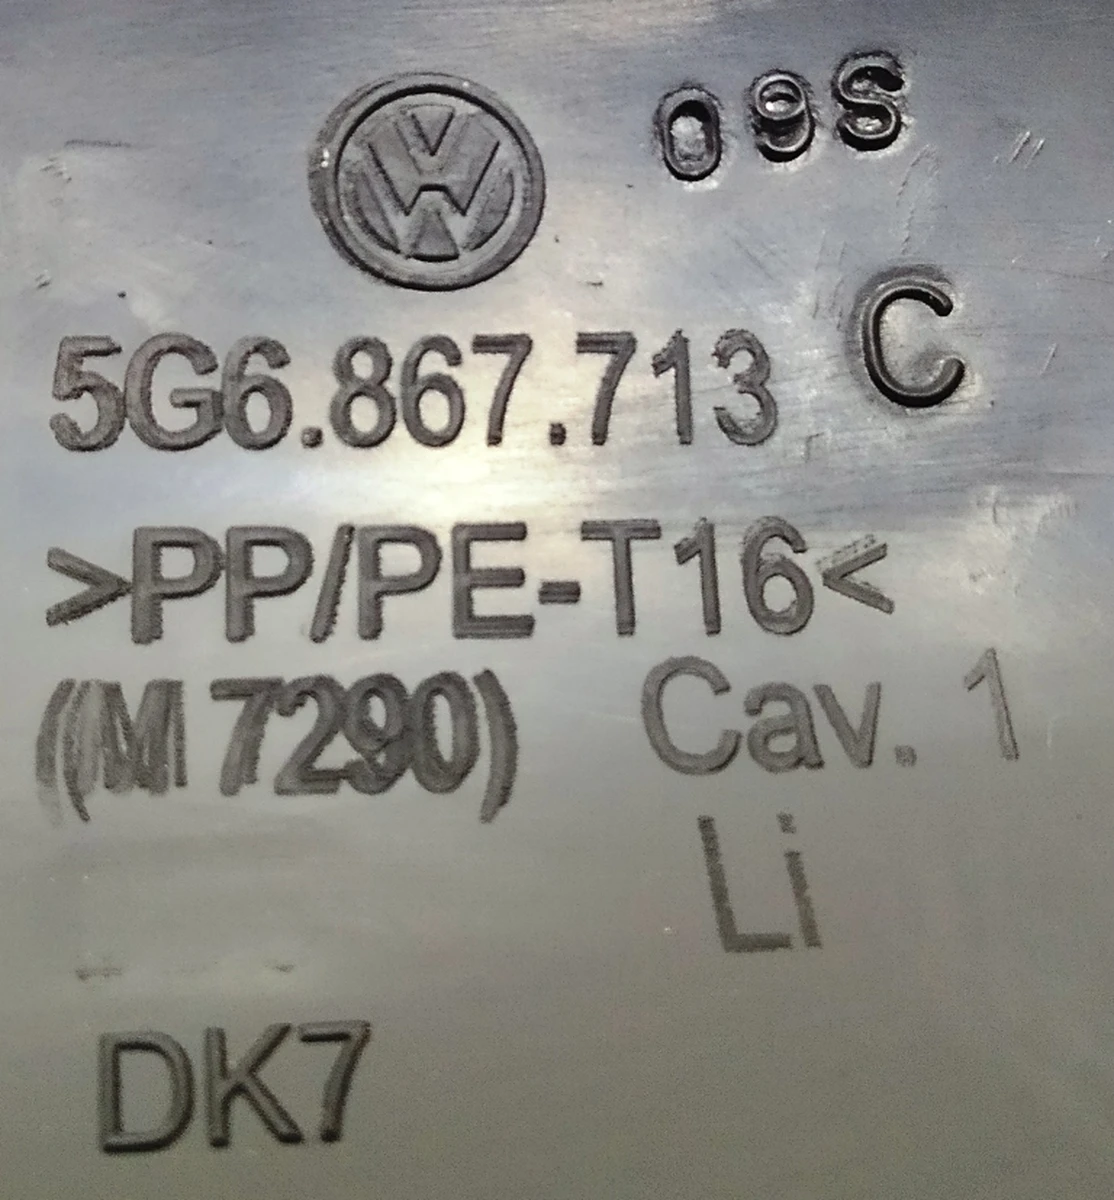 09S
5G6.867.713 C
>PP/PE-T16<
(M 7290) Cav. 1
Li
DK7